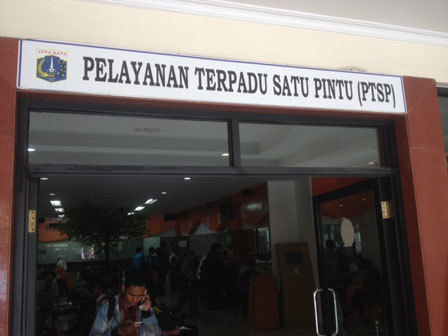 JAYA RAYA
PELAYANAN TERPADU SATU PINTU (PTSP)